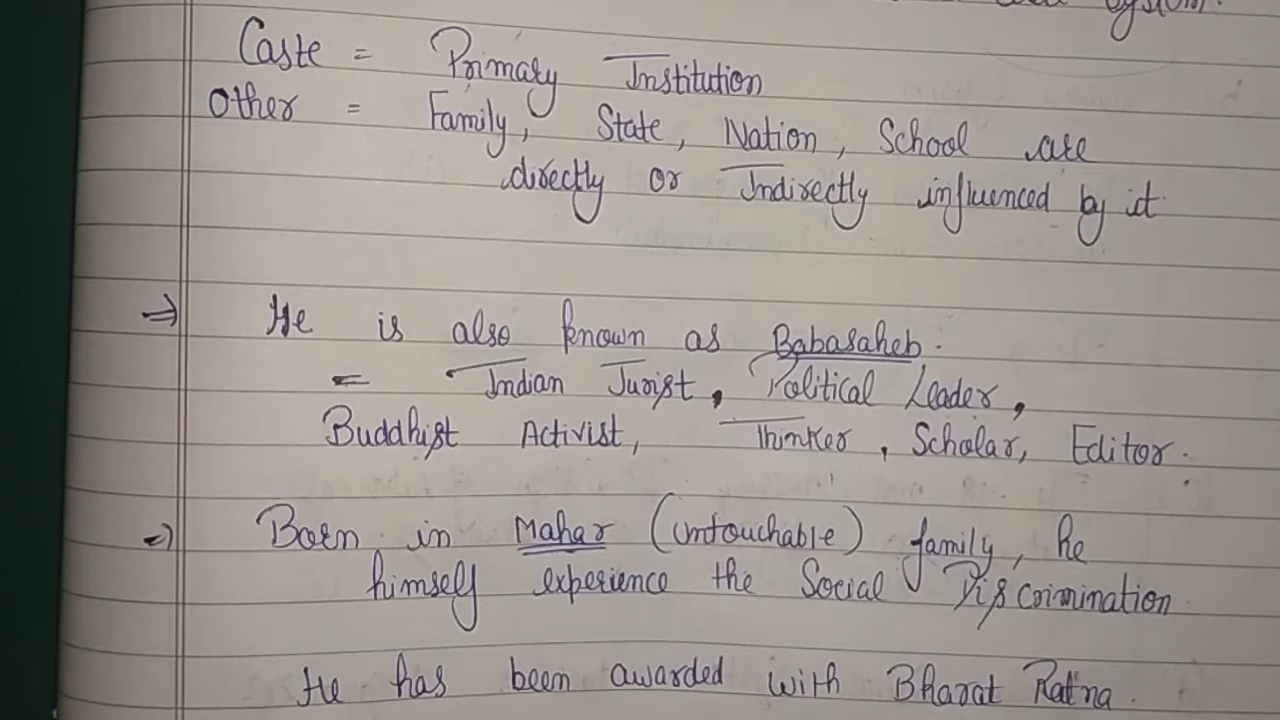 System.
Caste = Primary Institution
Other = Family, State, Nation, School are
directly or Indirectly influenced by it.
⇒ He is also known as Babasaheb.
= Indian Jurist, Political Leader,
Buddhist Activist, Thinker, Scholar, Editor.
⇒ Born in Mahar (untouchable) family, he
himself experience the Social Discrimination
He has been awarded with Bharat Ratna.